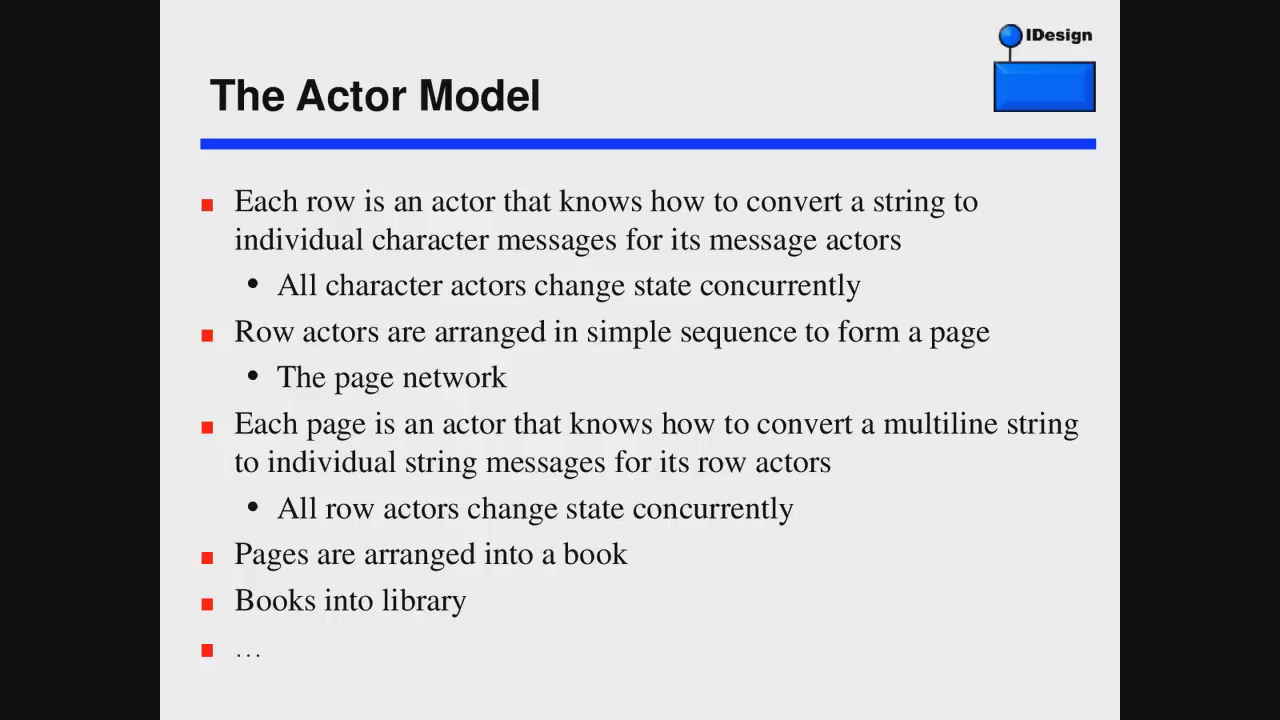 IDesign
The Actor Model
Each row is an actor that knows how to convert a string to
individual character messages for its message actors
• All character actors change state concurrently
Row actors are arranged in simple sequence to form a page
• The page network
Each page is an actor that knows how to convert a multiline string
to individual string messages for its row actors
• All row actors change state concurrently
Pages are arranged into a book
Books into library
…